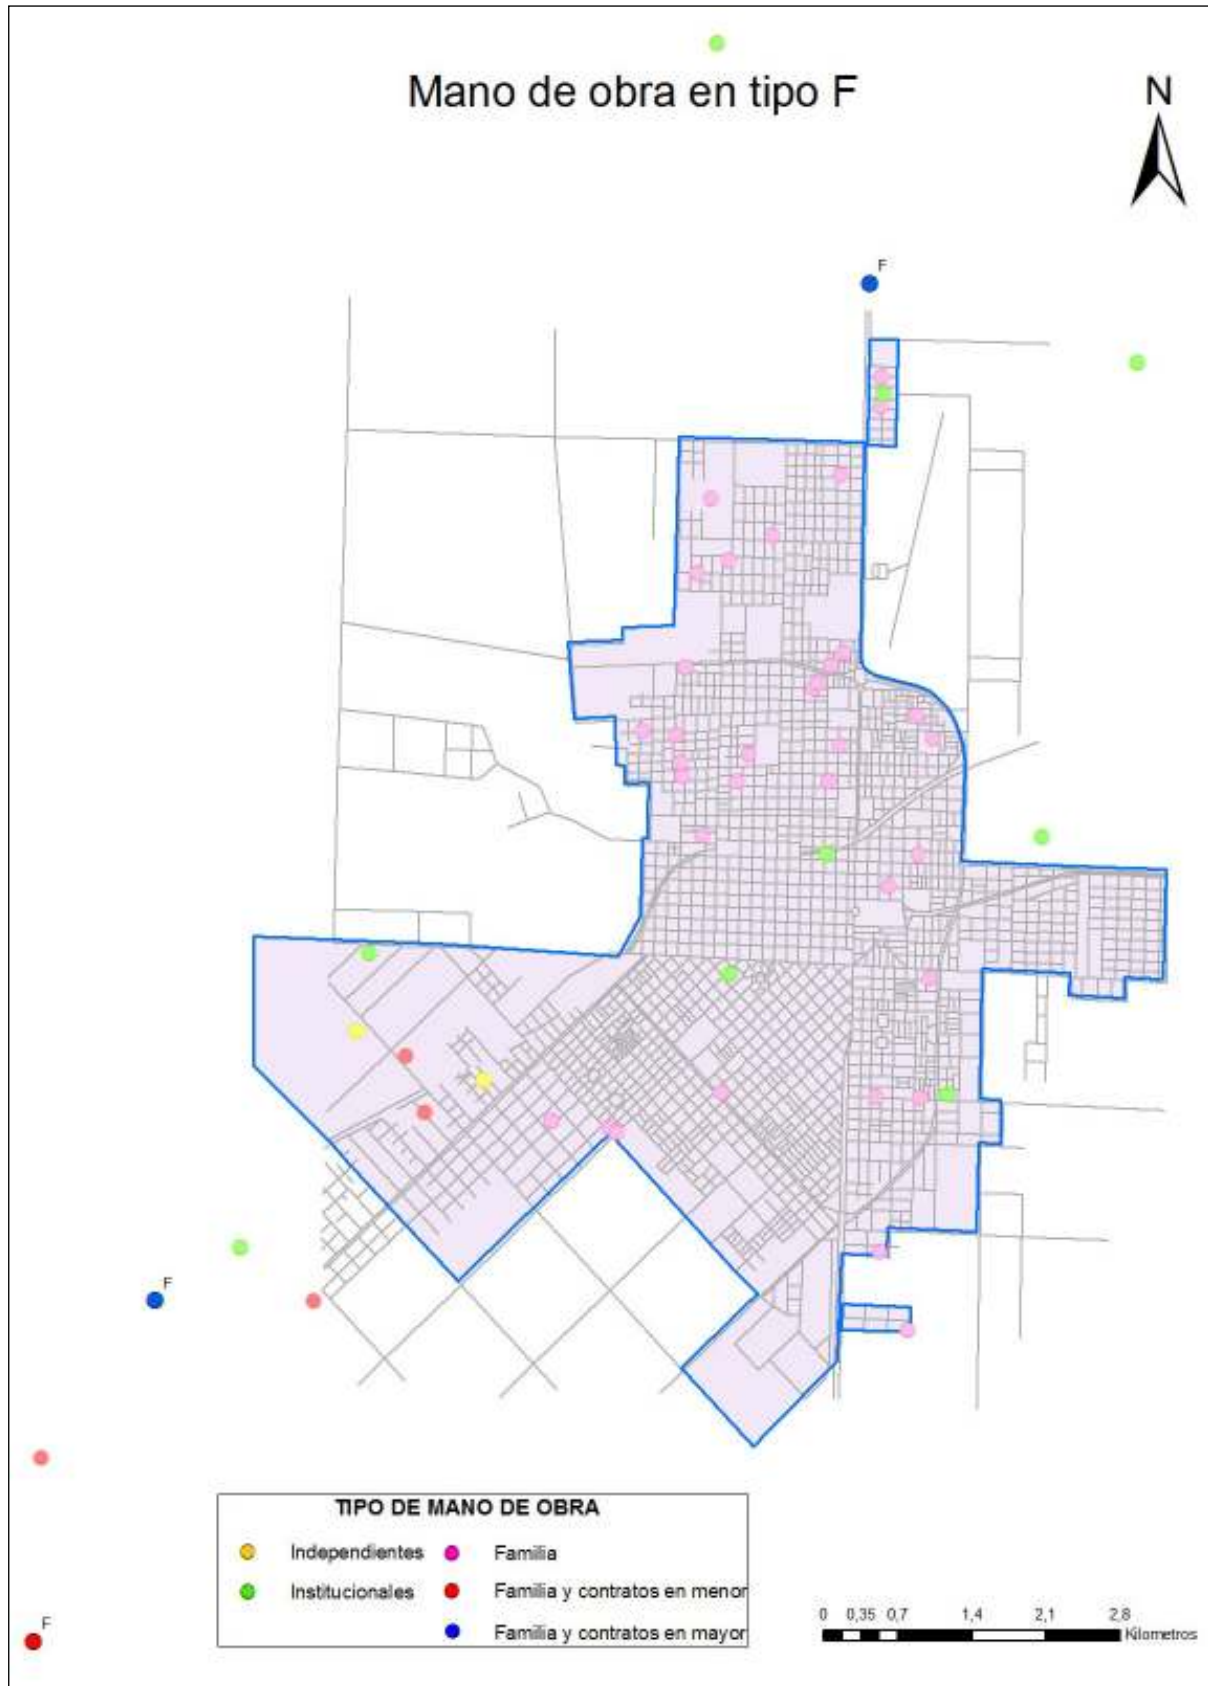 Mano de obra en tipo F
N
F
F
F
TIPO DE MANO DE OBRA
Independientes
Familia
Institucionales
Familia y contratos en menor
Familia y contratos en mayor
0 0,35 0,7 1,4 2,1 2,8
Kilometros